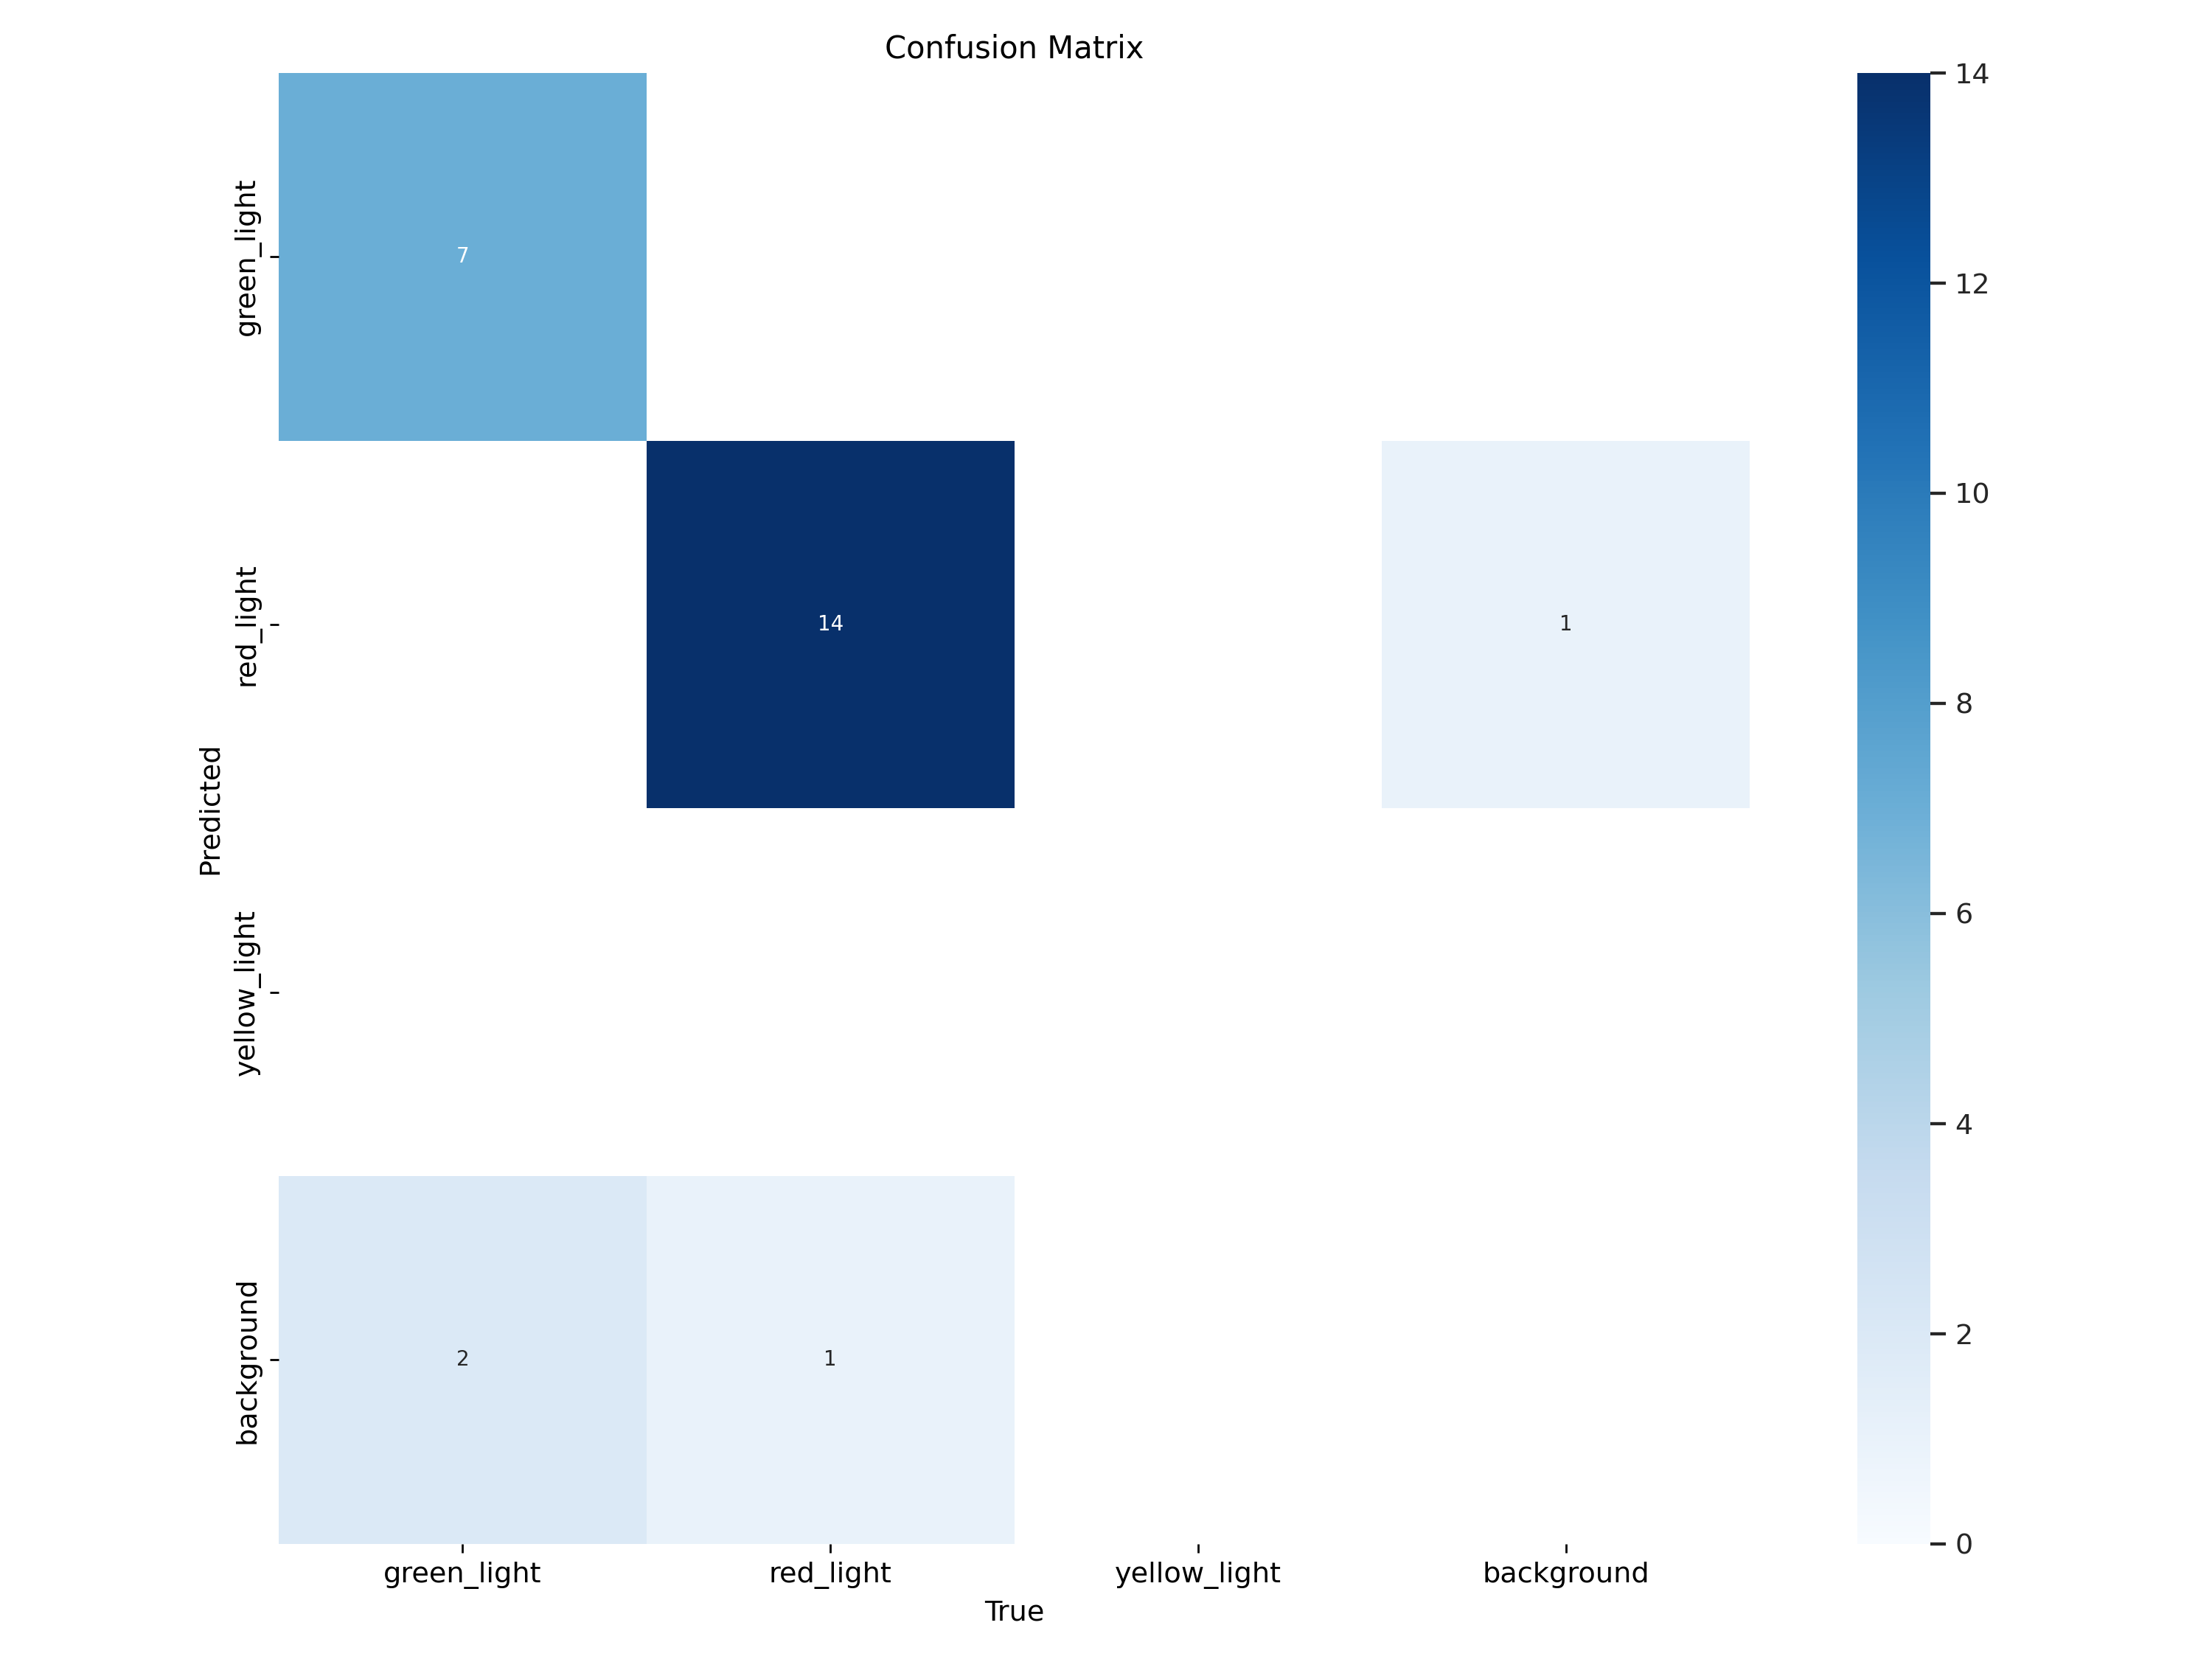 Confusion Matrix
green_light
red_light
yellow_light
background
Predicted
7
14
1
2
1
green_light
red_light
yellow_light
background
True
14
12
10
8
6
4
2
0